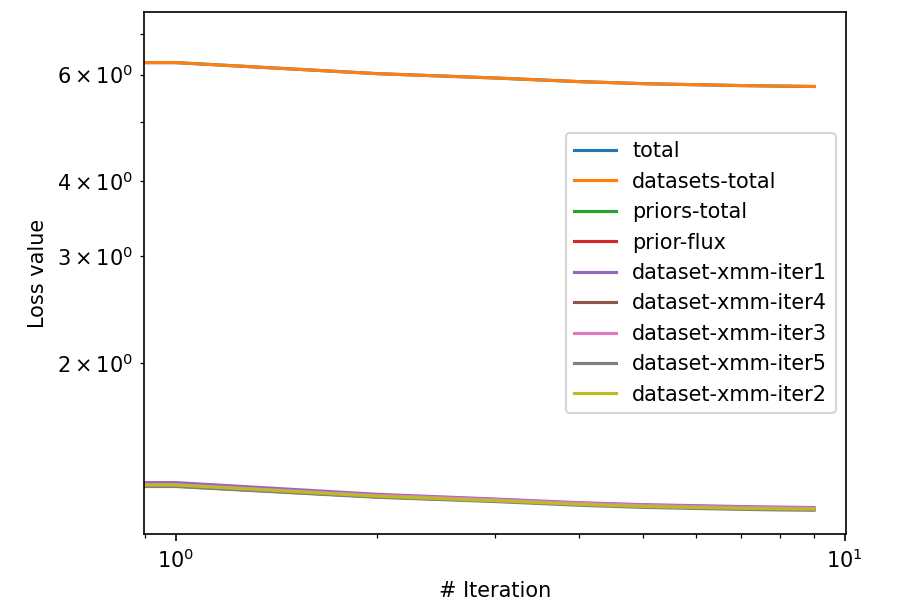 6 × 10⁰
4 × 10⁰
3 × 10⁰
2 × 10⁰
Loss value
total
datasets-total
priors-total
prior-flux
dataset-xmm-iter1
dataset-xmm-iter4
dataset-xmm-iter3
dataset-xmm-iter5
dataset-xmm-iter2
10⁰
10¹
# Iteration